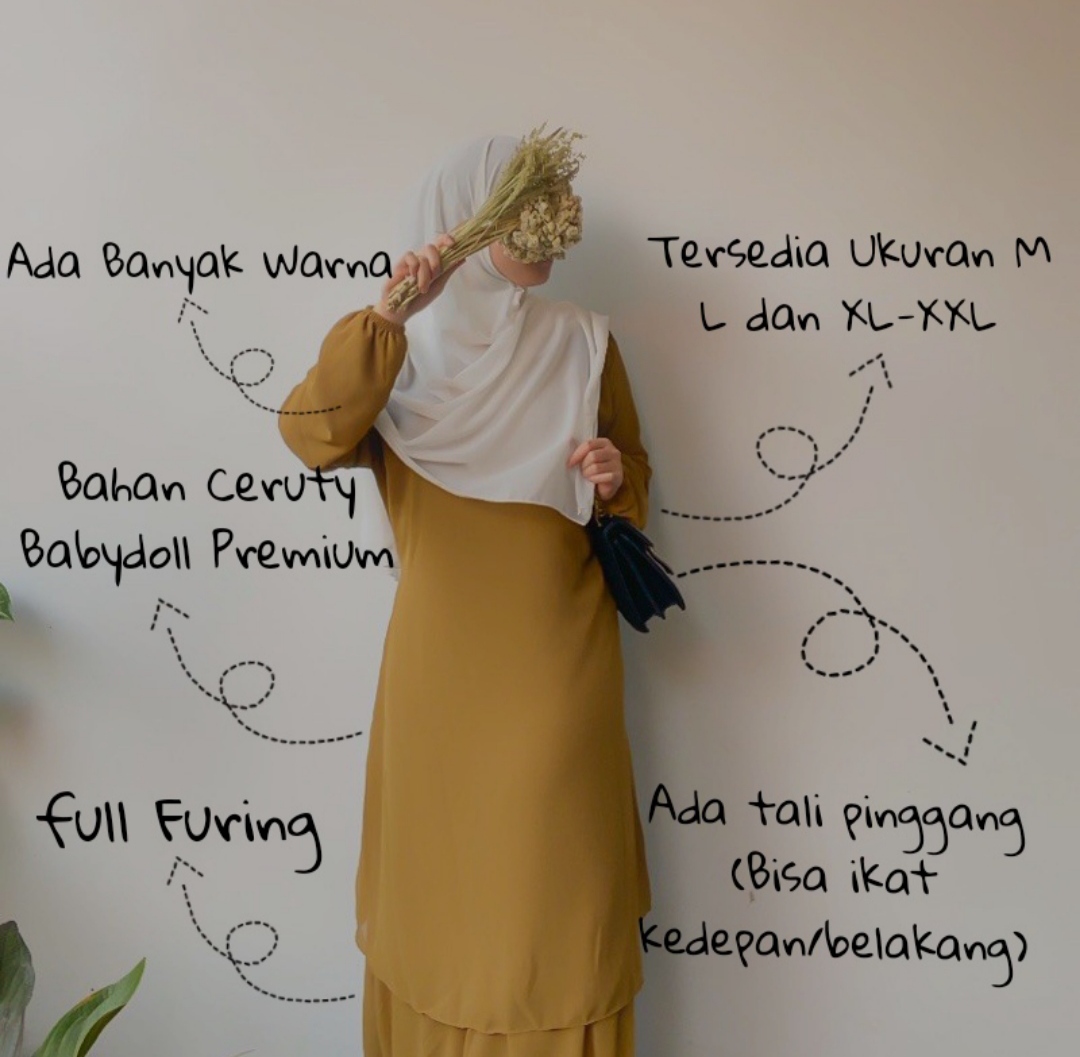 Ada Banyak Warna
Tersedia Ukuran M
L dan XL-XXL
Bahan Ceruty
Babydoll Premium
full Furing
Ada tali pinggang
(Bisa ikat
kedepan/belakang)